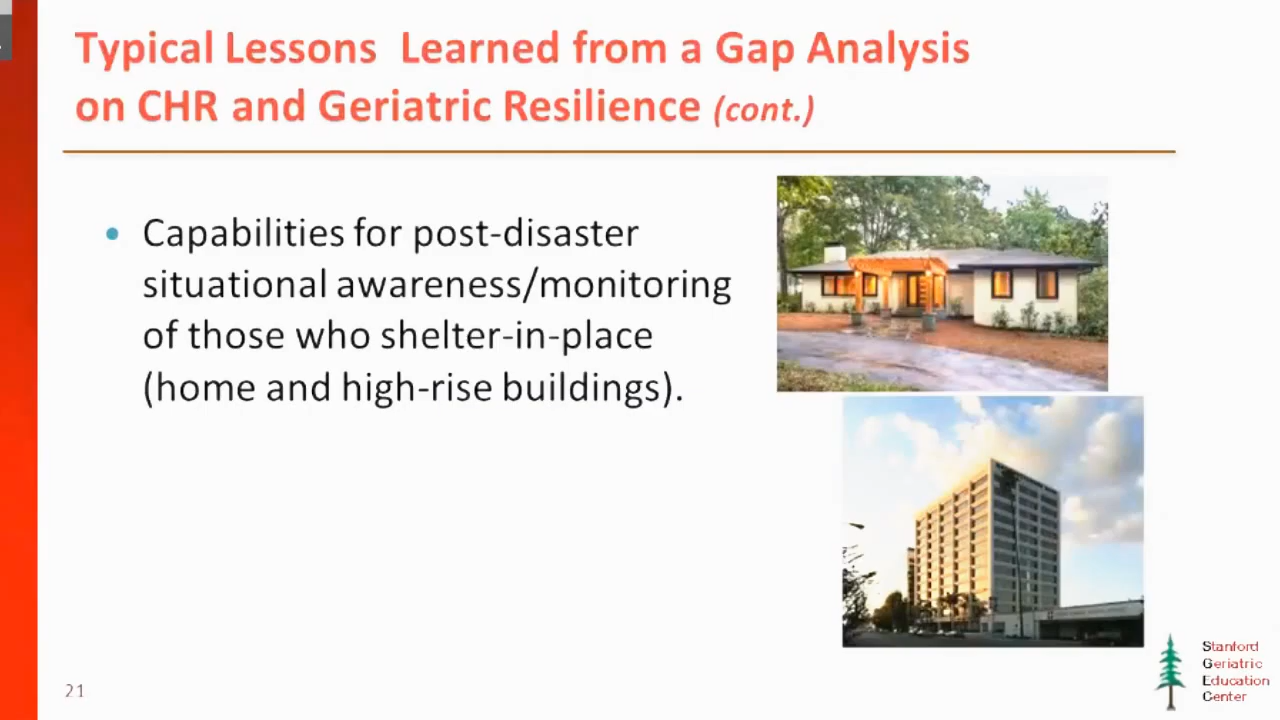 Typical Lessons Learned from a Gap Analysis
on CHR and Geriatric Resilience (cont.)
• Capabilities for post-disaster
situational awareness/monitoring
of those who shelter-in-place
(home and high-rise buildings).
21
Stanford
Geriatric
Education
Center